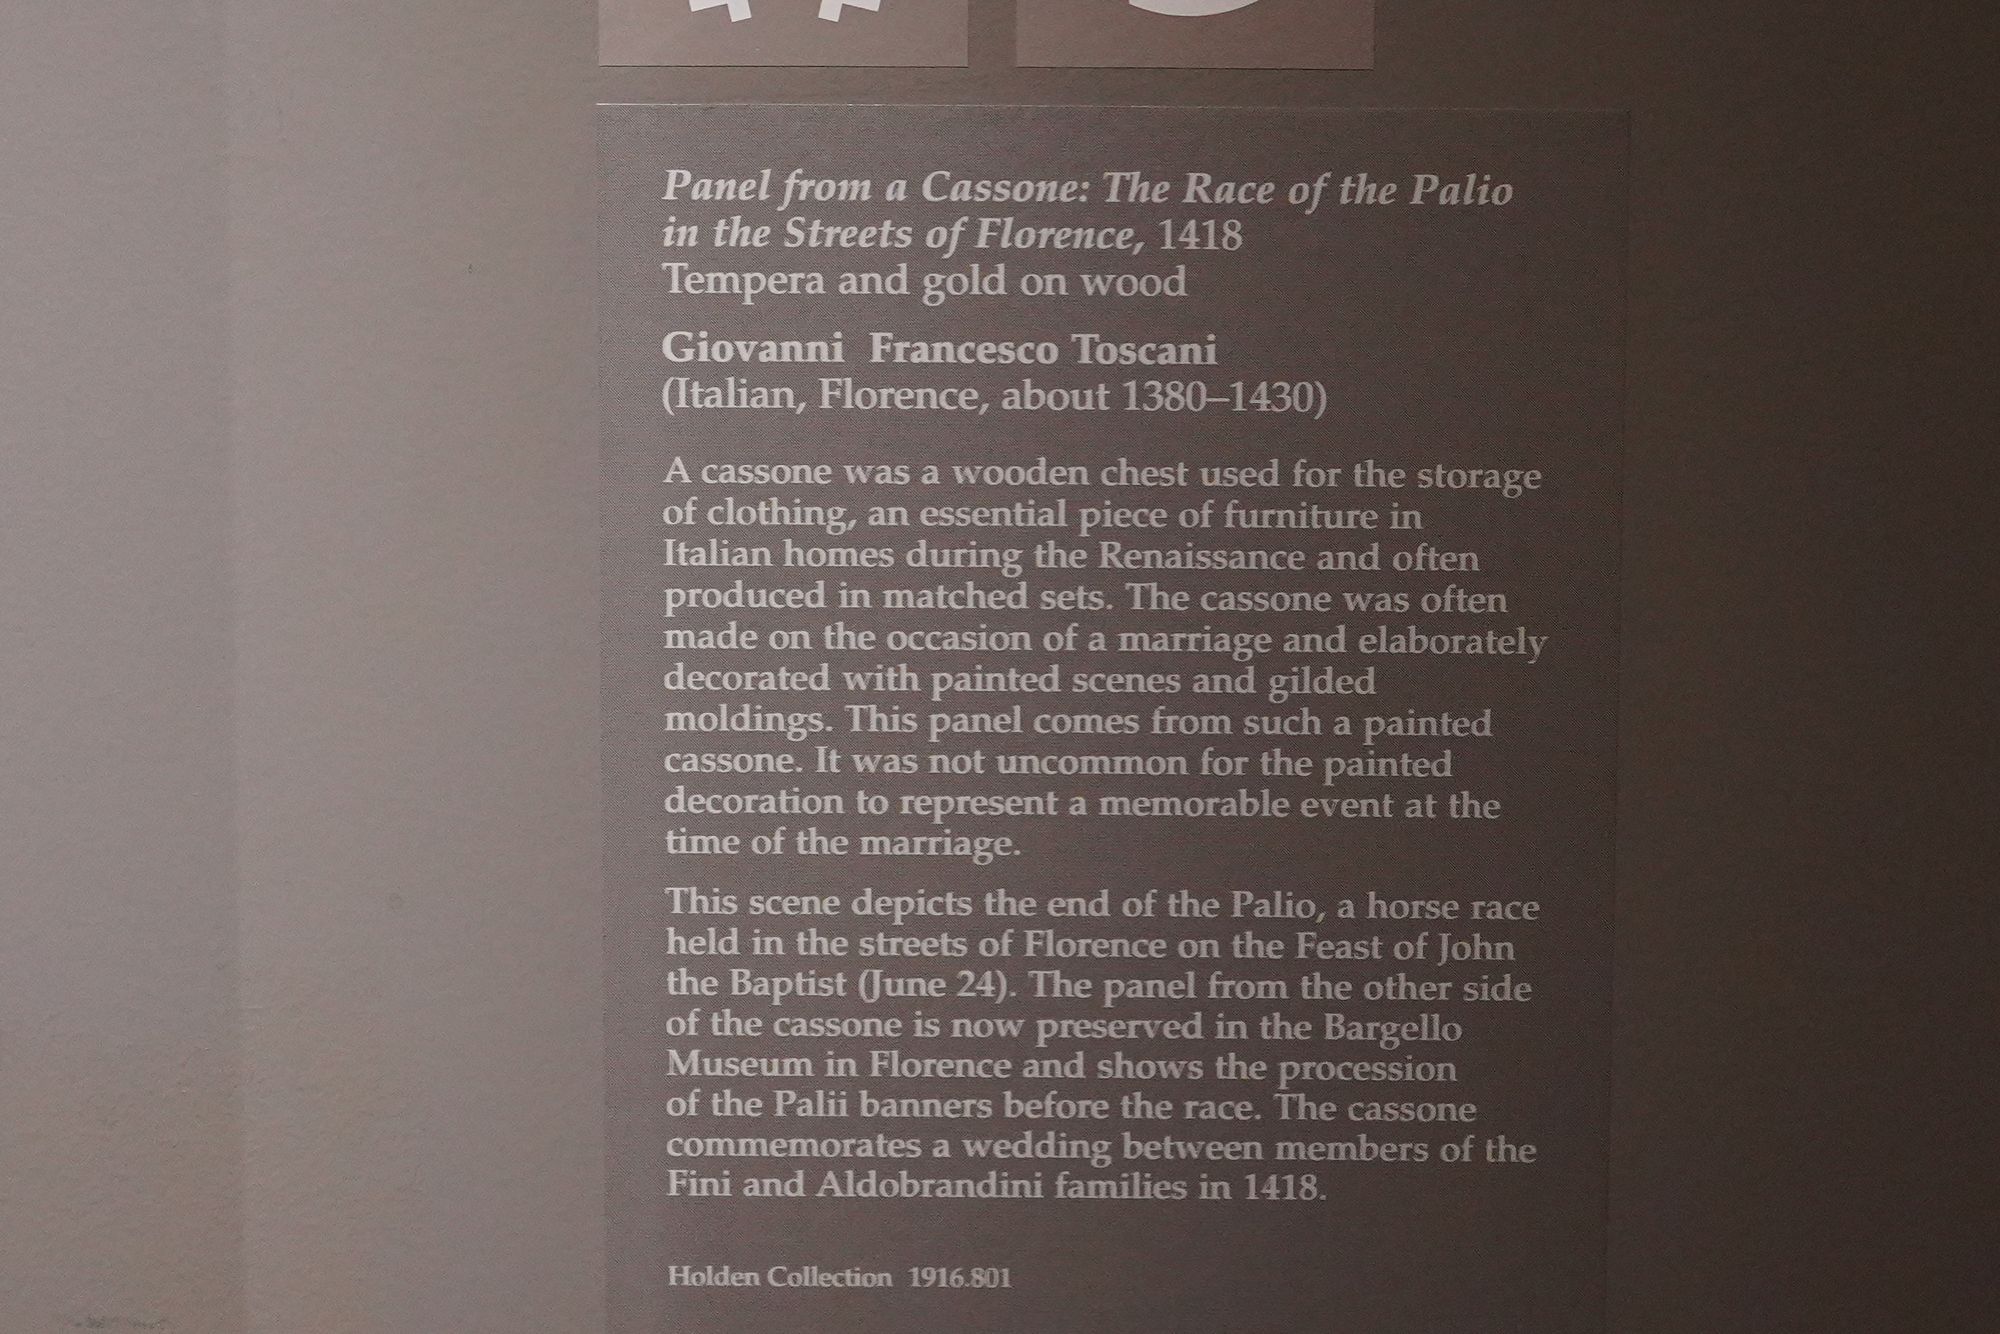 Panel from a Cassone: The Race of the Palio
in the Streets of Florence, 1418
Tempera and gold on wood
Giovanni Francesco Toscani
(Italian, Florence, about 1380–1430)
A cassone was a wooden chest used for the storage
of clothing, an essential piece of furniture in
Italian homes during the Renaissance and often
produced in matched sets. The cassone was often
made on the occasion of a marriage and elaborately
decorated with painted scenes and gilded
moldings. This panel comes from such a painted
cassone. It was not uncommon for the painted
decoration to represent a memorable event at the
time of the marriage.
This scene depicts the end of the Palio, a horse race
held in the streets of Florence on the Feast of John
the Baptist (June 24). The panel from the other side
of the cassone is now preserved in the Bargello
Museum in Florence and shows the procession
of the Palii banners before the race. The cassone
commemorates a wedding between members of the
Fini and Aldobrandini families in 1418.
Holden Collection 1916.801